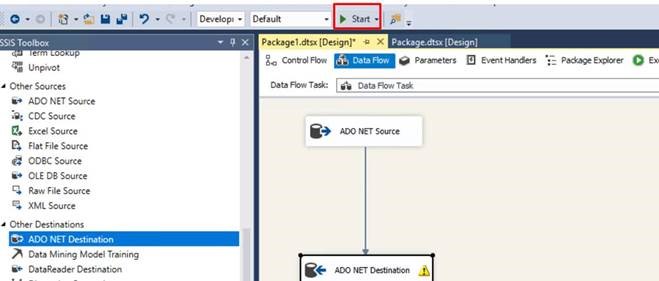 Developi
Default
Start
SSIS Toolbox
Package1.dtsx [Design]*
Package.dtsx [Design]
Term Lookup
Unpivot
Control Flow
Data Flow
Parameters
Event Handlers
Package Explorer
Exe
Data Flow Task:
Data Flow Task
Other Sources
ADO NET Source
CDC Source
Excel Source
Flat File Source
ODBC Source
OLE DB Source
Raw File Source
XML Source
Other Destinations
ADO NET Destination
Data Mining Model Training
DataReader Destination
ADO NET Source
ADO NET Destination